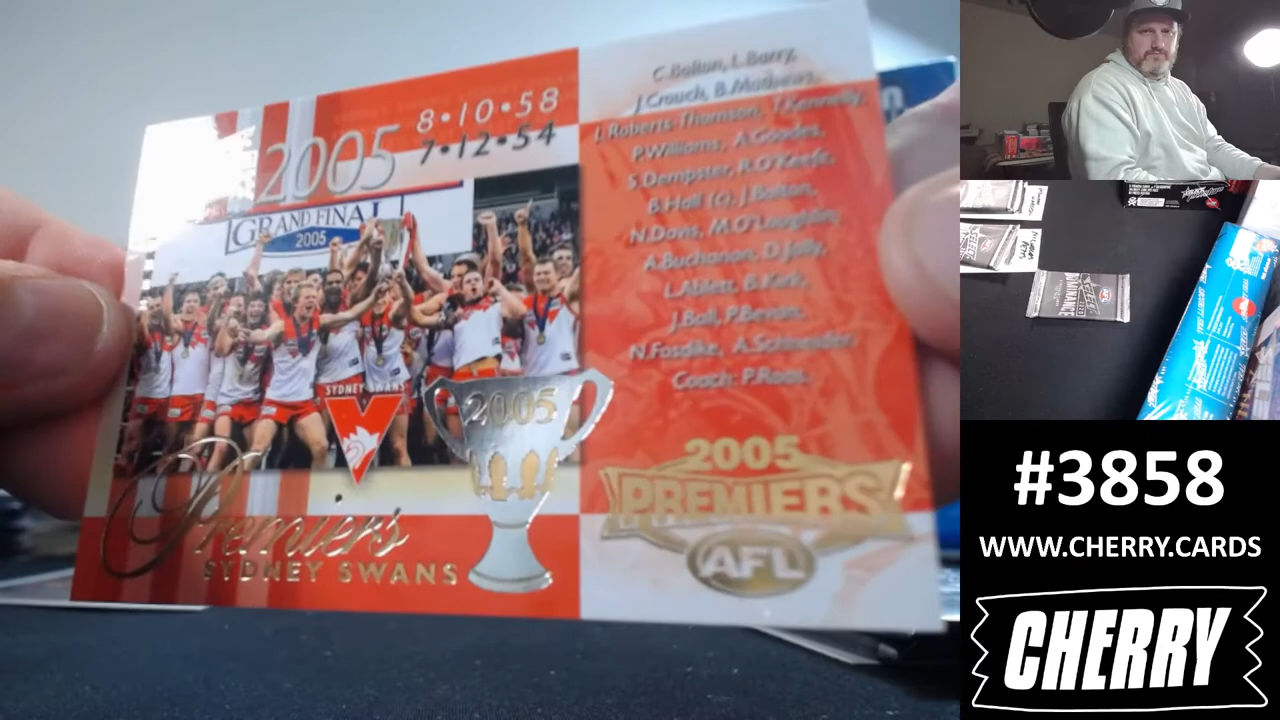 2005
8•10•58
7•12•54
GRAND FINAL
2005
SYDNEY SWANS
2005
Premiers
SYDNEY SWANS
C.Bolton, L.Barry,
J.Crouch, B.Mathews,
L.Roberts Thomson, T.Kennelly,
P.Williams, A.Goodes,
S.Dempster, R.O'Keefe,
B.Hall (c), J.Bolton,
N.Davis, M.O'Loughlin,
A.Buchanan, D.Jolly,
L.Ablett, B.Kirk,
J.Ball, P.Bevan,
N.Fosdike, A.Schneider,
Coach: P.Roos.
2005
PREMIERS
AFL
#3858
WWW.CHERRY.CARDS
CHERRY